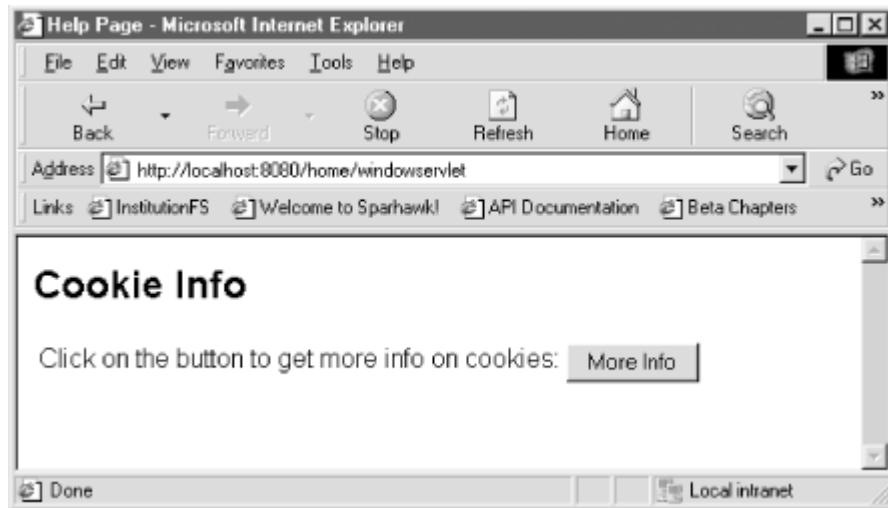 Help Page - Microsoft Internet Explorer
File Edit View Favorites Tools Help
Back Forward Stop Refresh Home Search »
Address http://localhost:8080/home/windowservlet Go
Links InstitutionFS Welcome to Sparhawk! API Documentation Beta Chapters »
Cookie Info
Click on the button to get more info on cookies: More Info
Done Local intranet